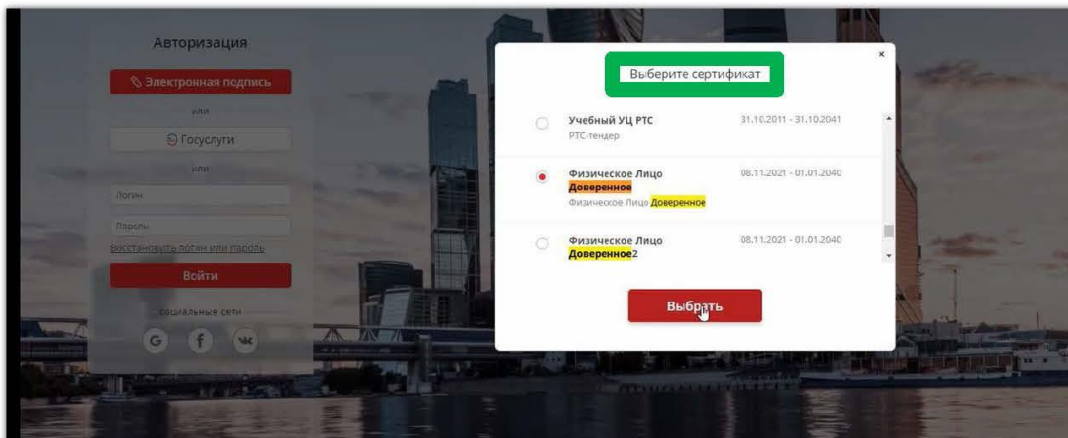 Авторизация
Электронная подпись
или
Госуслуги
или
Логин
Пароль
Восстановить логин или пароль
Войти
социальные сети
G f
Выберите сертификат
×
Учебный УЦ РТС 31.10.2011 - 31.10.2041
РТС-тендер
Физическое Лицо 08.11.2021 - 01.01.2040
Доверенное
Физическое Лицо Доверенное
Физическое Лицо 08.11.2021 - 01.01.2040
Доверенное2
Выбрать